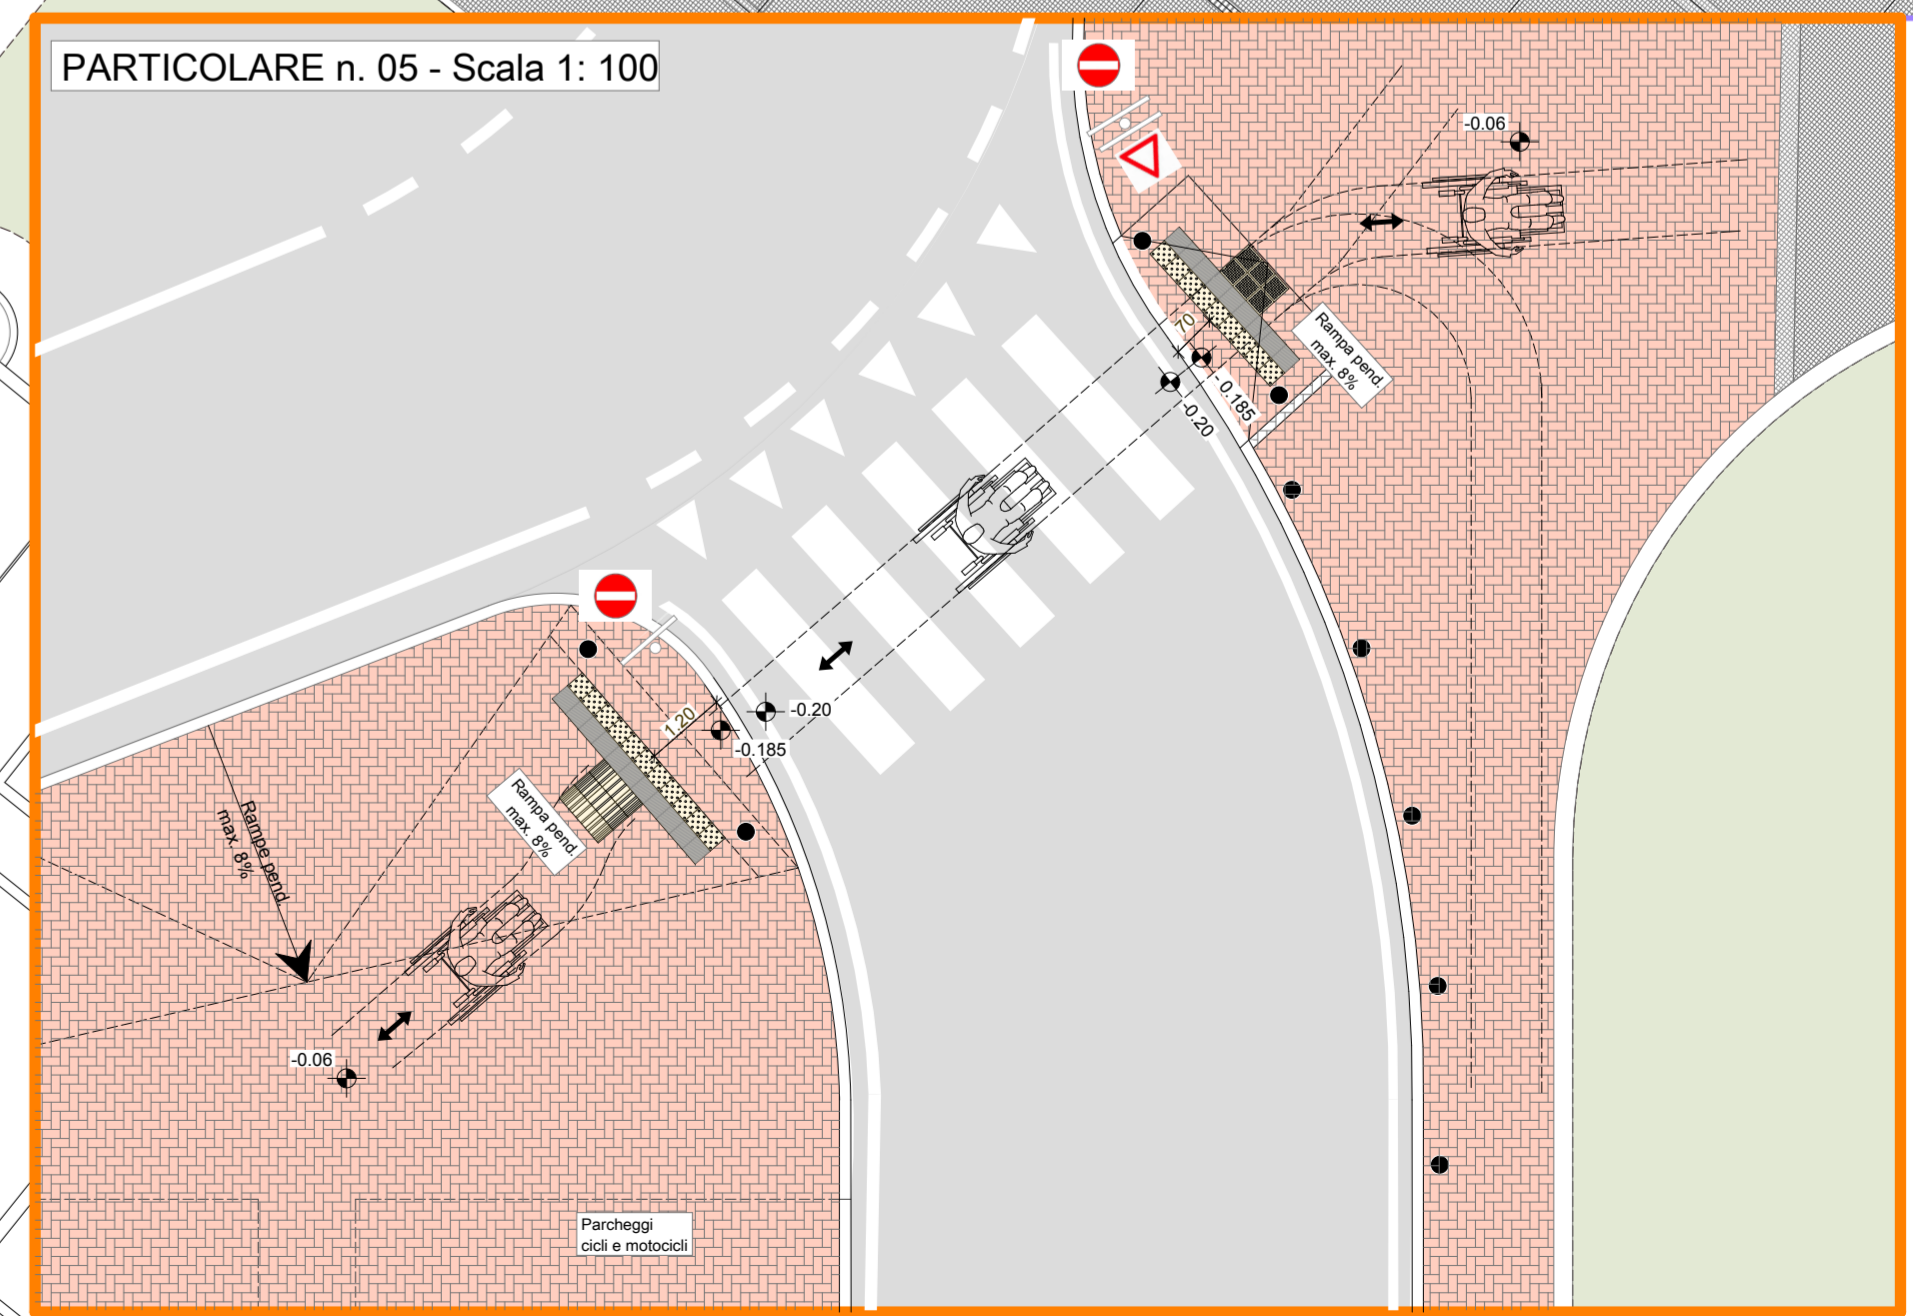 PARTICOLARE n. 05 - Scala 1: 100
-0.06
70
Rampa pend.
max. 8%
- 0.185
-0.20
-0.20
1.20
-0.185
Rampa pend.
max. 8%
Rampe pend.
max. 8%
-0.06
Parcheggi
cicli e motocicli